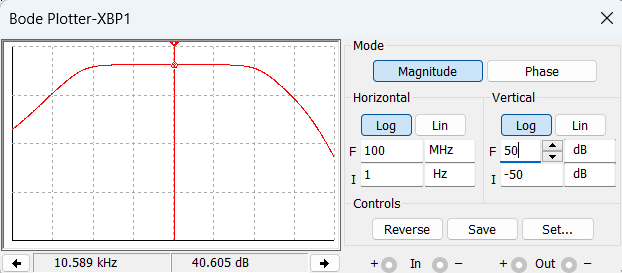 Bode Plotter-XBP1
Mode
Magnitude Phase
Horizontal Vertical
Log Lin Log Lin
F 100 MHz F 50 dB
I 1 Hz I -50 dB
Controls
Reverse Save Set...
10.589 kHz 40.605 dB + In − + Out −